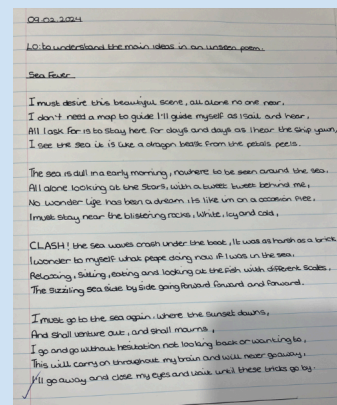 09.02.2024
LO: to understand the main ideas in an unseen poem.
Sea Fever
I must desire this beautiful scene, all alone no one near,
I don't need a map to guide I'll guide myself as I sail and hear,
All I ask for is to stay here for days and days as I hear the ship yawn,
I see the sea it is like a dragon beast from the petals peels.
The sea is dull in early morning, nowhere to be seen around the sea,
All alone looking at the stars, with a tweet tweet behind me,
No wonder life has been a dream, its like im on a occasion free,
I must stay near the blistering rocks, White, Icy and cold,
CLASH! the sea waves crash under the boat, It was as harsh as a brick
I wonder to myself what peope doing now if I was in the sea,
Relaxing, Sitting, eating and looking at the fish with different scales,
The sizziling sea side by side going forward forward and forward.
I must go to the sea again, where the sunset dawns,
And shall venture out, and shall mourns,
I go and go without hesitation not looking back or wanting to,
This will carry on throughout my brain and will never go away,
I'll go away and close my eyes and wait until these tricks go by.